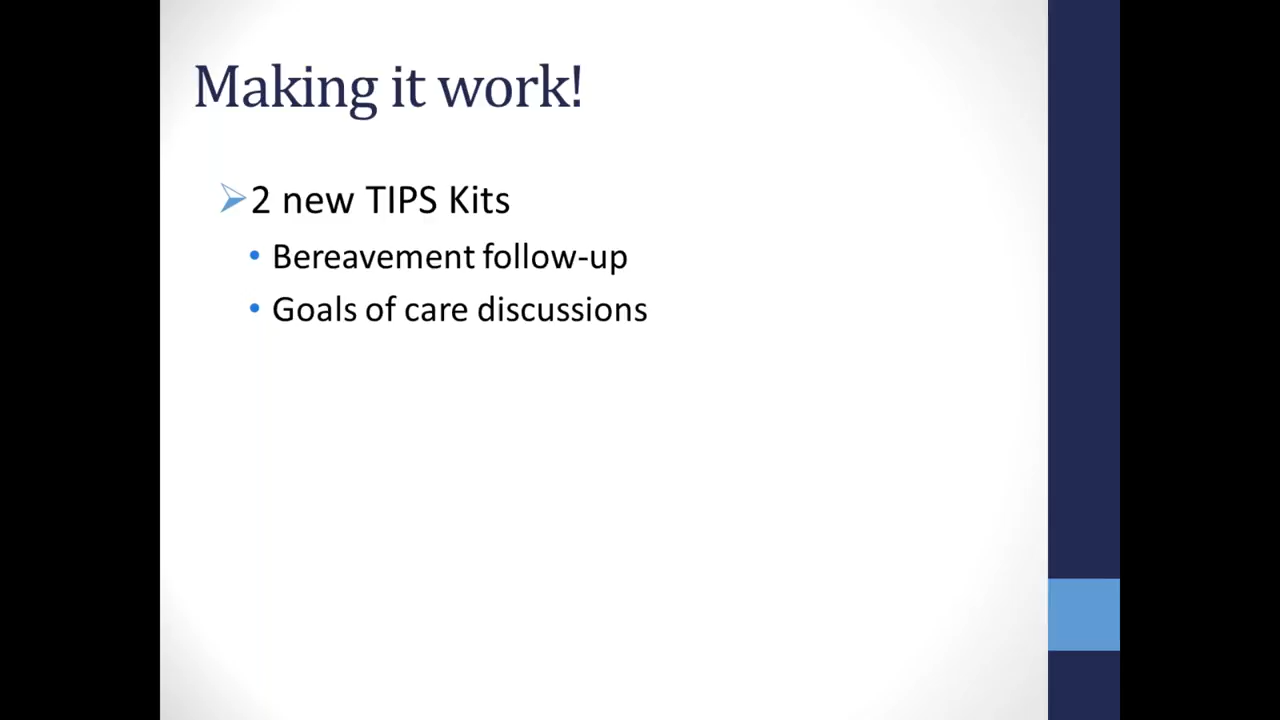 Making it work!
2 new TIPS Kits
• Bereavement follow-up
• Goals of care discussions